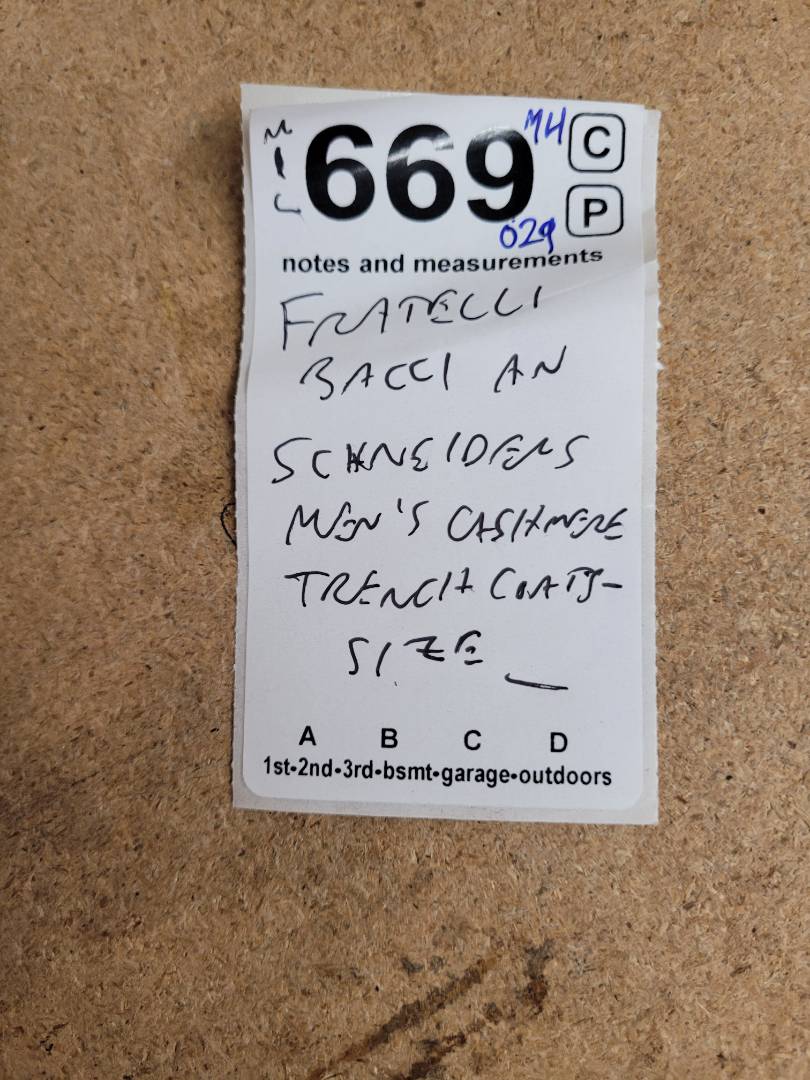 MIL 669 MH C
029 P
notes and measurements
FRATELLI
BACCI AN
SCHNEIDERS
MEN'S CASHMERE
TRENCH COATS-
SIZE _
A B C D
1st•2nd•3rd•bsmt•garage•outdoors